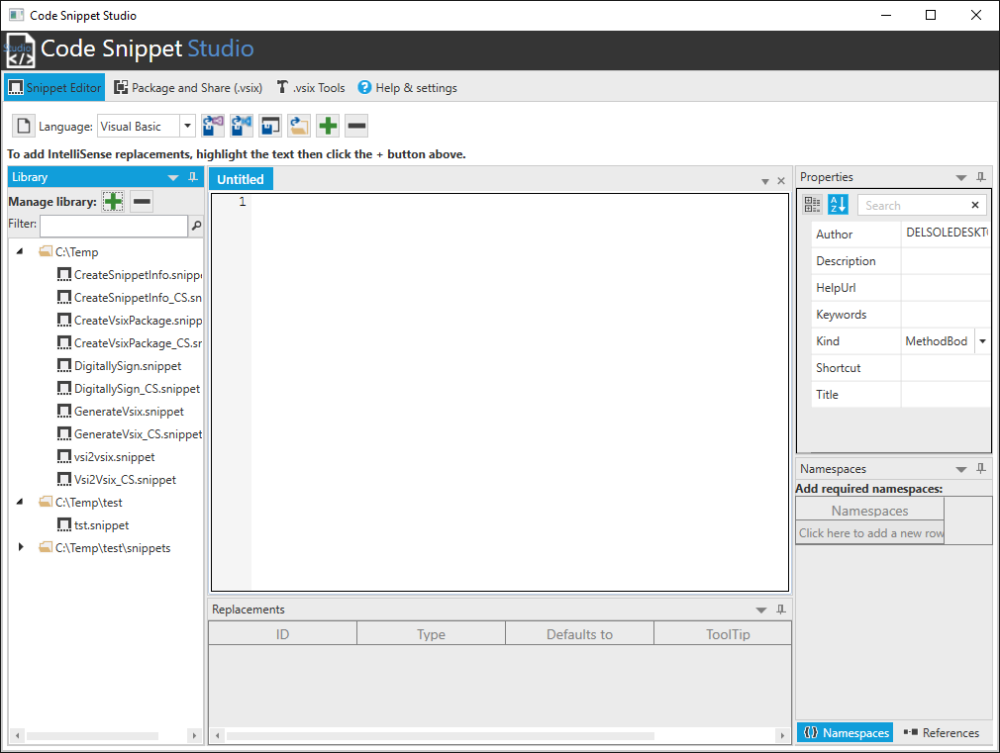 Code Snippet Studio
Studio
</>
Code Snippet Studio
Snippet Editor
Package and Share (.vsix)
.vsix Tools
Help & settings
Language:
Visual Basic
To add IntelliSense replacements, highlight the text then click the + button above.
Library
Manage library:
Filter:
C:\Temp
CreateSnippetInfo.snippe
CreateSnippetInfo_CS.sn
CreateVsixPackage.snipp
CreateVsixPackage_CS.sr
DigitallySign.snippet
DigitallySign_CS.snippet
GenerateVsix.snippet
GenerateVsix_CS.snippet
vsi2vsix.snippet
Vsi2Vsix_CS.snippet
C:\Temp\test
tst.snippet
C:\Temp\test\snippets
Untitled
1
Replacements
ID Type Defaults to ToolTip
Properties
A
Z
Search
Author DELSOLEDESKT
Description
HelpUrl
Keywords
Kind MethodBod
Shortcut
Title
Namespaces
Add required namespaces:
Namespaces
Click here to add a new row
{} Namespaces
References